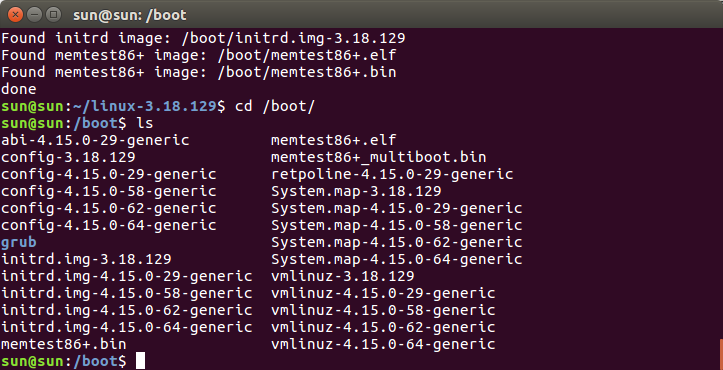 sun@sun: /boot
Found initrd image: /boot/initrd.img-3.18.129
Found memtest86+ image: /boot/memtest86+.elf
Found memtest86+ image: /boot/memtest86+.bin
done
sun@sun:~/linux-3.18.129$ cd /boot/
sun@sun:/boot$ ls
abi-4.15.0-29-generic memtest86+.elf
config-3.18.129 memtest86+_multiboot.bin
config-4.15.0-29-generic retpoline-4.15.0-29-generic
config-4.15.0-58-generic System.map-3.18.129
config-4.15.0-62-generic System.map-4.15.0-29-generic
config-4.15.0-64-generic System.map-4.15.0-58-generic
grub System.map-4.15.0-62-generic
initrd.img-3.18.129 System.map-4.15.0-64-generic
initrd.img-4.15.0-29-generic vmlinuz-3.18.129
initrd.img-4.15.0-58-generic vmlinuz-4.15.0-29-generic
initrd.img-4.15.0-62-generic vmlinuz-4.15.0-58-generic
initrd.img-4.15.0-64-generic vmlinuz-4.15.0-62-generic
memtest86+.bin vmlinuz-4.15.0-64-generic
sun@sun:/boot$